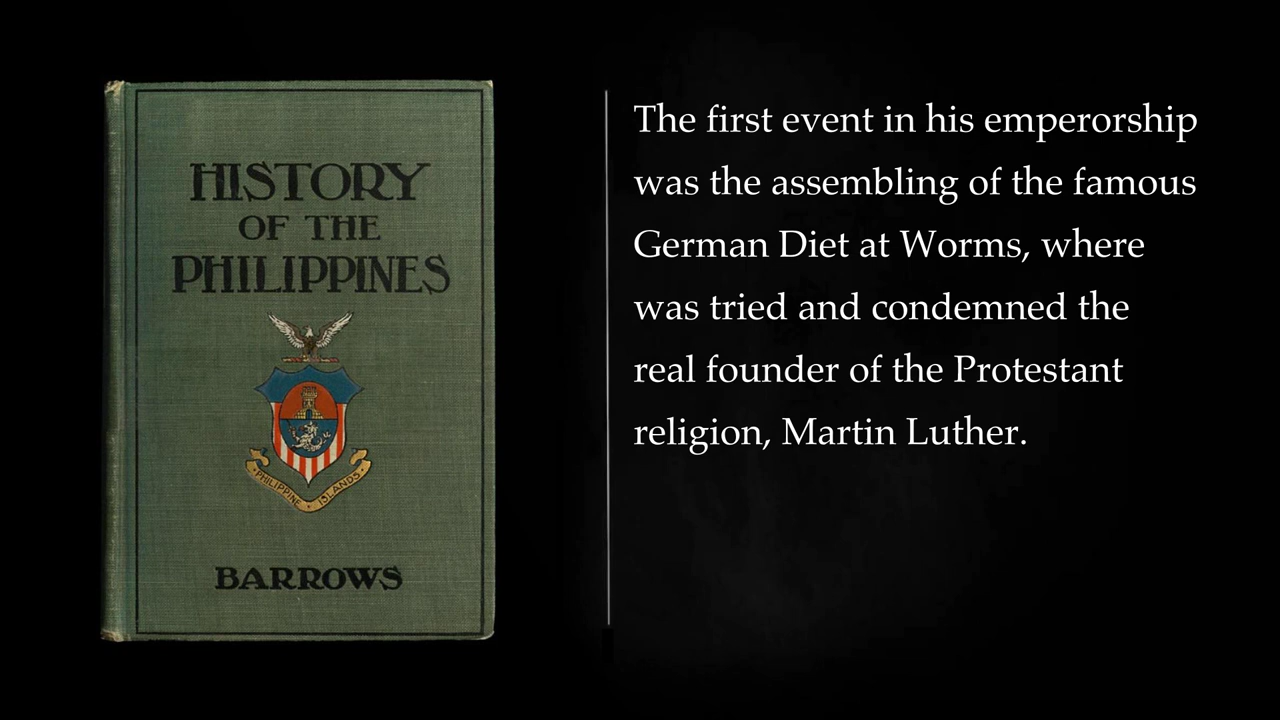 HISTORY
OF THE
PHILIPPINES
PHILIPPINE ISLANDS
BARROWS
The first event in his emperorship
was the assembling of the famous
German Diet at Worms, where
was tried and condemned the
real founder of the Protestant
religion, Martin Luther.